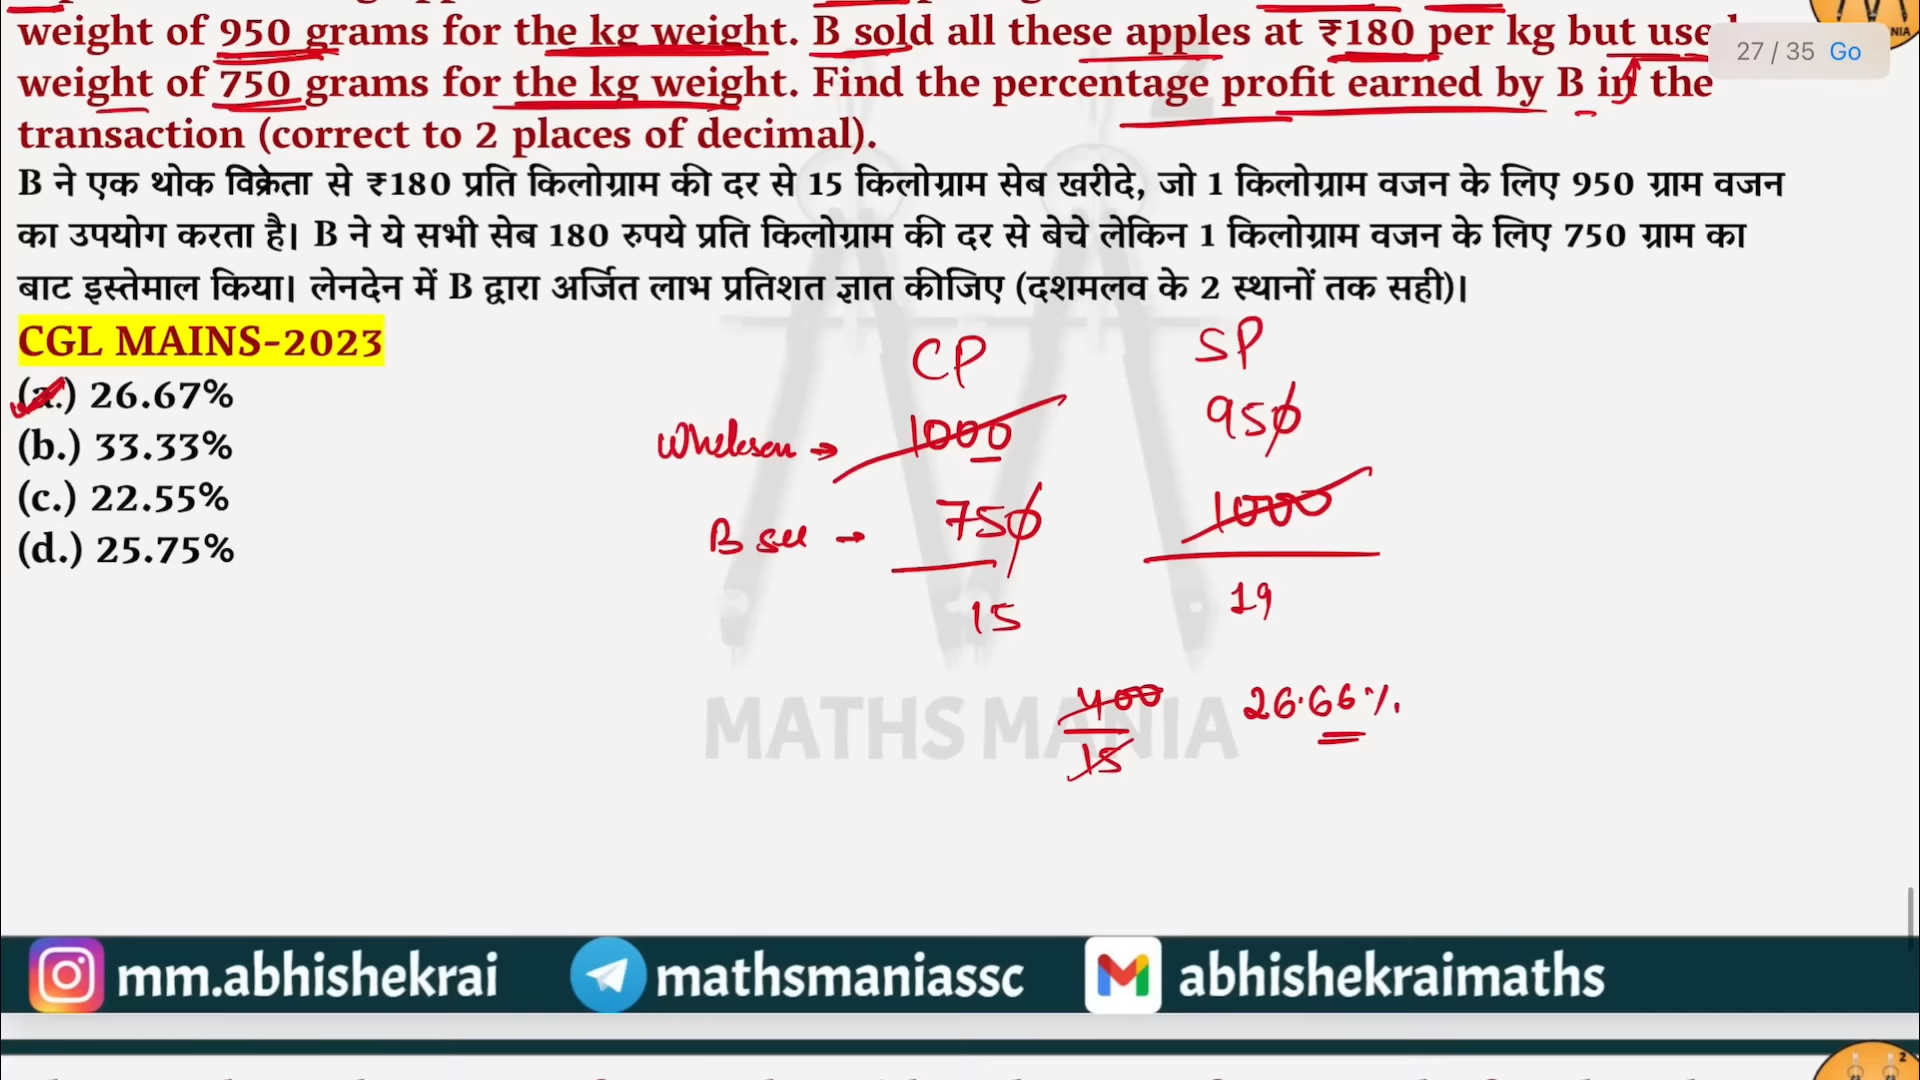 weight of 950 grams for the kg weight. B sold all these apples at ₹180 per kg but use
27 / 35 Go
weight of 750 grams for the kg weight. Find the percentage profit earned by B in the
transaction (correct to 2 places of decimal).
B ने एक थोक विक्रेता से ₹180 प्रति किलोग्राम की दर से 15 किलोग्राम सेब खरीदे, जो 1 किलोग्राम वजन के लिए 950 ग्राम वजन
का उपयोग करता है। B ने ये सभी सेब 180 रुपये प्रति किलोग्राम की दर से बेचे लेकिन 1 किलोग्राम वजन के लिए 750 ग्राम का
बाट इस्तेमाल किया। लेनदेन में B द्वारा अर्जित लाभ प्रतिशत ज्ञात कीजिए (दशमलव के 2 स्थानों तक सही)।
CGL MAINS-2023
(a.) 26.67%
(b.) 33.33%
(c.) 22.55%
(d.) 25.75%
CP SP
→ 1000 950
B → 750 1000
15 19
400
15
26.66%
MATHS MANIA
mm.abhishekrai mathsmaniassc abhishekraimaths